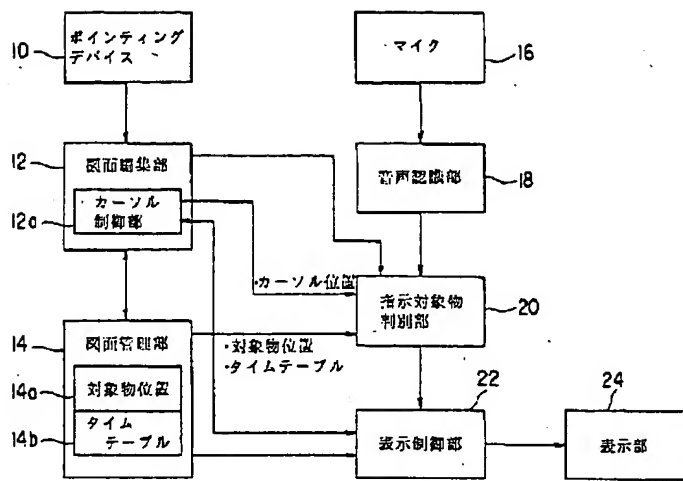 10
ポインティング
デバイス
マイク
16
12
図面編集部
12a
カーソル
制御部
音声認識部
18
・カーソル位置
指示対象物
判別部
20
14
図面管理部
・対象物位置
・タイムテーブル
14a
対象物位置
14b
タイム
テーブル
22
表示制御部
24
表示部